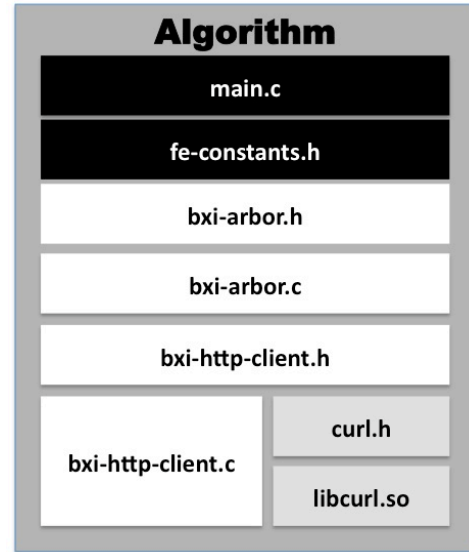 Algorithm
main.c
fe-constants.h
bxi-arbor.h
bxi-arbor.c
bxi-http-client.h
bxi-http-client.c
curl.h
libcurl.so